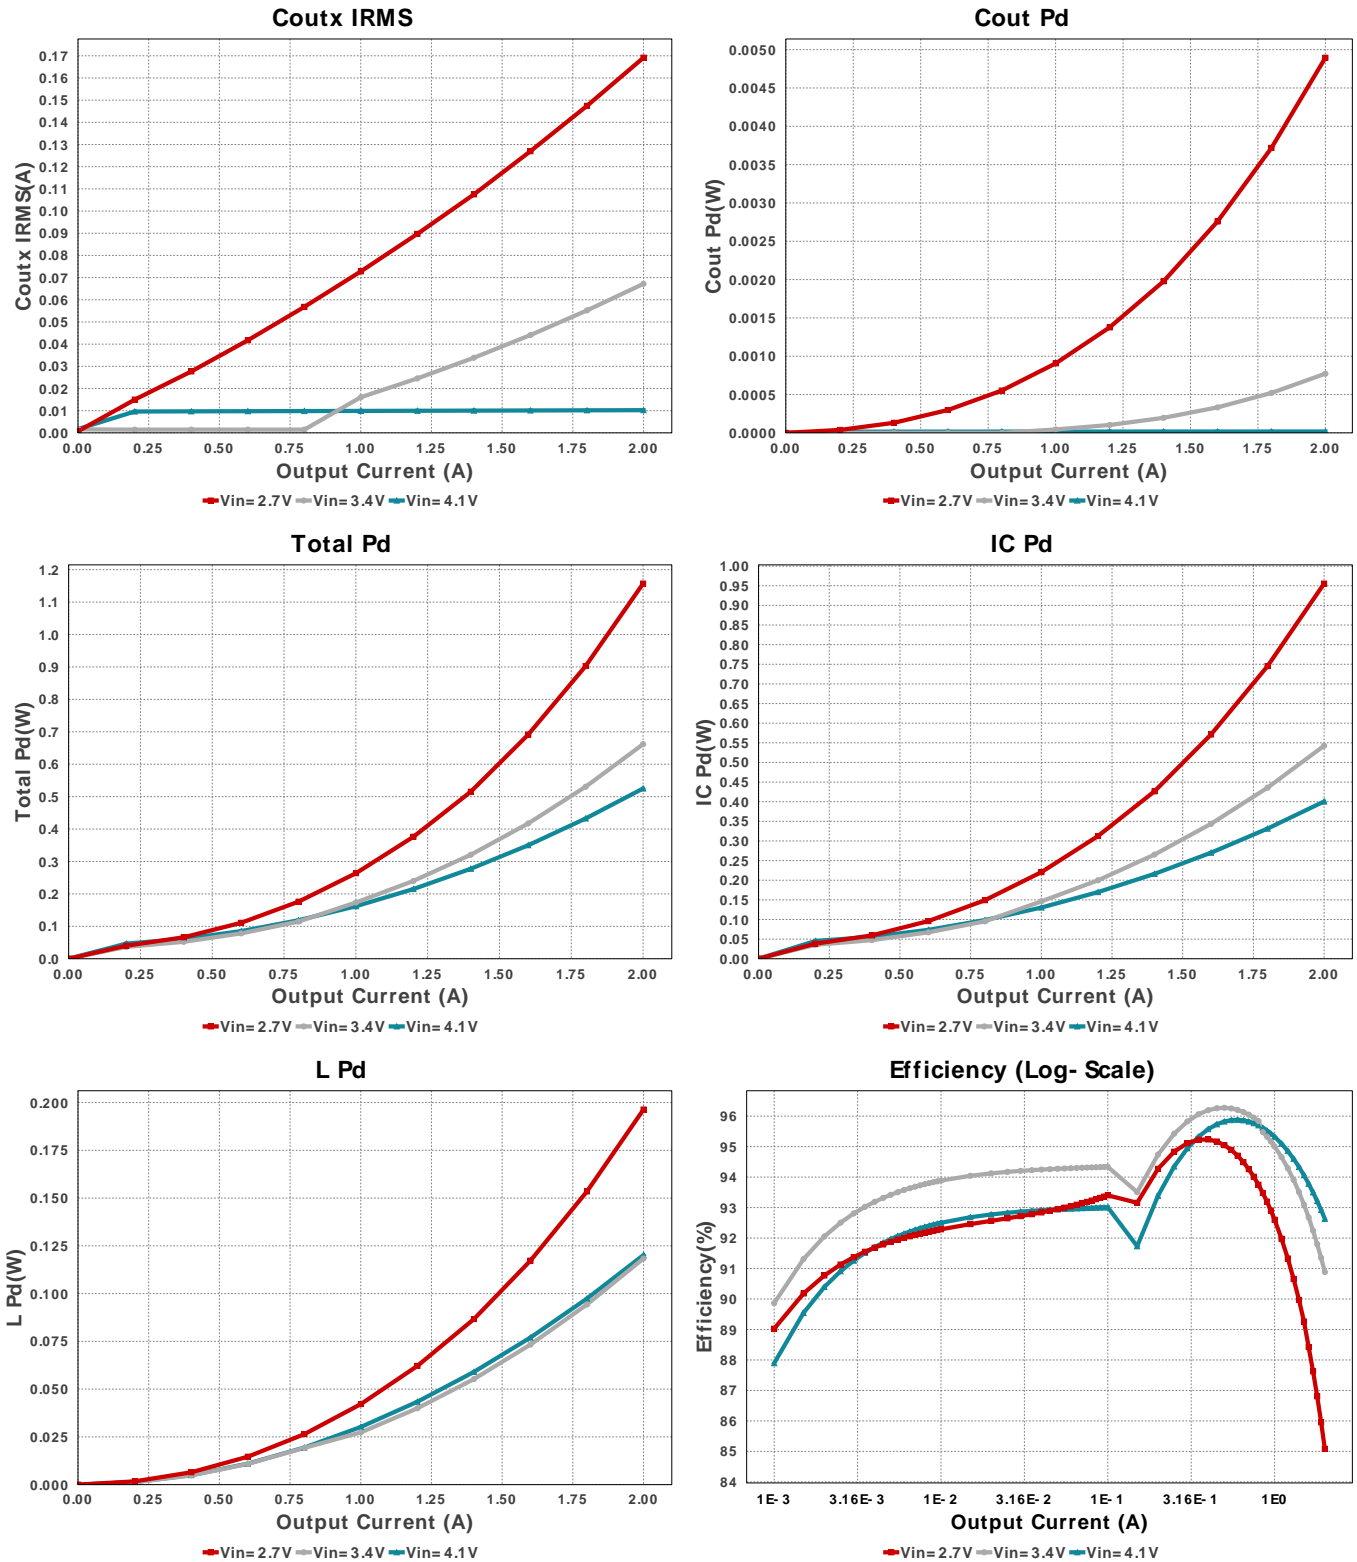 Coutx IRMS
Coutx IRMS(A)
0.17
0.16
0.15
0.14
0.13
0.12
0.11
0.10
0.09
0.08
0.07
0.06
0.05
0.04
0.03
0.02
0.01
0.00
0.00 0.25 0.50 0.75 1.00 1.25 1.50 1.75 2.00
Output Current (A)
Vin= 2.7V Vin= 3.4V Vin= 4.1V
Cout Pd
Cout Pd(W)
0.0050
0.0045
0.0040
0.0035
0.0030
0.0025
0.0020
0.0015
0.0010
0.0005
0.0000
0.00 0.25 0.50 0.75 1.00 1.25 1.50 1.75 2.00
Output Current (A)
Vin= 2.7V Vin= 3.4V Vin= 4.1V
Total Pd
Total Pd(W)
1.2
1.1
1.0
0.9
0.8
0.7
0.6
0.5
0.4
0.3
0.2
0.1
0.0
0.00 0.25 0.50 0.75 1.00 1.25 1.50 1.75 2.00
Output Current (A)
Vin= 2.7V Vin= 3.4V Vin= 4.1V
IC Pd
IC Pd(W)
1.00
0.95
0.90
0.85
0.80
0.75
0.70
0.65
0.60
0.55
0.50
0.45
0.40
0.35
0.30
0.25
0.20
0.15
0.10
0.05
0.00
0.00 0.25 0.50 0.75 1.00 1.25 1.50 1.75 2.00
Output Current (A)
Vin= 2.7V Vin= 3.4V Vin= 4.1V
L Pd
L Pd(W)
0.200
0.175
0.150
0.125
0.100
0.075
0.050
0.025
0.000
0.00 0.25 0.50 0.75 1.00 1.25 1.50 1.75 2.00
Output Current (A)
Vin= 2.7V Vin= 3.4V Vin= 4.1V
Efficiency (Log- Scale)
Efficiency(%)
96
95
94
93
92
91
90
89
88
87
86
85
84
1E- 3 3.16E- 3 1E- 2 3.16E- 2 1E- 1 3.16E- 1 1E0
Output Current (A)
Vin= 2.7V Vin= 3.4V Vin= 4.1V